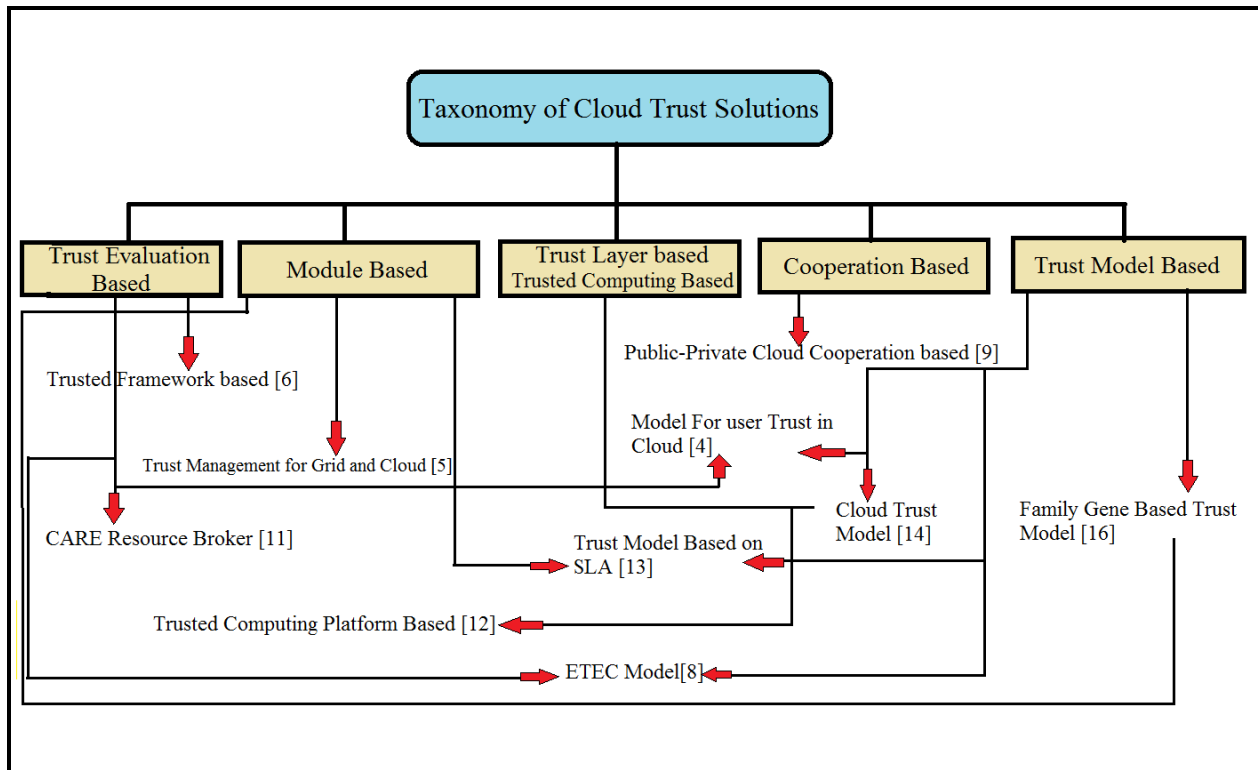 Taxonomy of Cloud Trust Solutions
Trust Evaluation
Based
Module Based
Trust Layer based
Trusted Computing Based
Cooperation Based
Trust Model Based
Public-Private Cloud Cooperation based [9]
Trusted Framework based [6]
Model For user Trust in
Cloud [4]
Trust Management for Grid and Cloud [5]
CARE Resource Broker [11]
Cloud Trust
Model [14]
Family Gene Based Trust
Model [16]
Trust Model Based on
SLA [13]
Trusted Computing Platform Based [12]
ETEC Model[8]